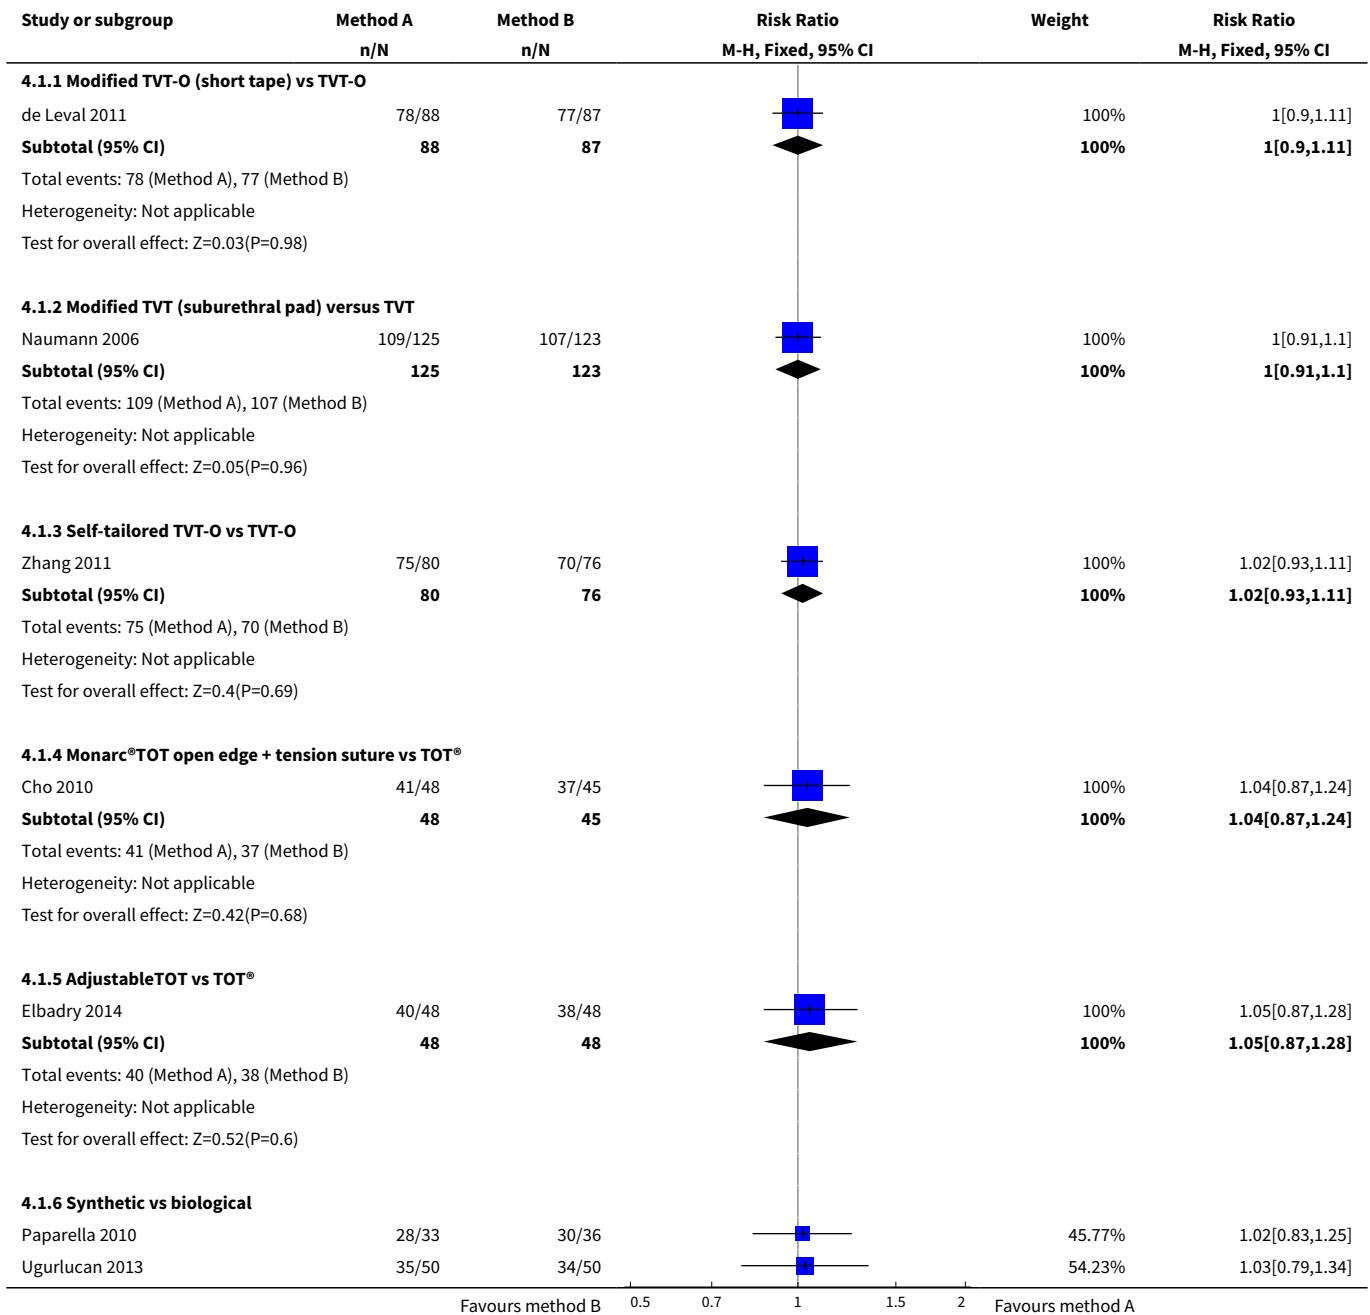 Study or subgroup Method A Method B Risk Ratio Weight Risk Ratio
n/N n/N M-H, Fixed, 95% CI M-H, Fixed, 95% CI
4.1.1 Modified TVT-O (short tape) vs TVT-O
de Leval 2011 78/88 77/87 100% 1[0.9,1.11]
Subtotal (95% CI) 88 87 100% 1[0.9,1.11]
Total events: 78 (Method A), 77 (Method B)
Heterogeneity: Not applicable
Test for overall effect: Z=0.03(P=0.98)
4.1.2 Modified TVT (suburethral pad) versus TVT
Naumann 2006 109/125 107/123 100% 1[0.91,1.1]
Subtotal (95% CI) 125 123 100% 1[0.91,1.1]
Total events: 109 (Method A), 107 (Method B)
Heterogeneity: Not applicable
Test for overall effect: Z=0.05(P=0.96)
4.1.3 Self-tailored TVT-O vs TVT-O
Zhang 2011 75/80 70/76 100% 1.02[0.93,1.11]
Subtotal (95% CI) 80 76 100% 1.02[0.93,1.11]
Total events: 75 (Method A), 70 (Method B)
Heterogeneity: Not applicable
Test for overall effect: Z=0.4(P=0.69)
4.1.4 Monarc®TOT open edge + tension suture vs TOT®
Cho 2010 41/48 37/45 100% 1.04[0.87,1.24]
Subtotal (95% CI) 48 45 100% 1.04[0.87,1.24]
Total events: 41 (Method A), 37 (Method B)
Heterogeneity: Not applicable
Test for overall effect: Z=0.42(P=0.68)
4.1.5 AdjustableTOT vs TOT®
Elbadry 2014 40/48 38/48 100% 1.05[0.87,1.28]
Subtotal (95% CI) 48 48 100% 1.05[0.87,1.28]
Total events: 40 (Method A), 38 (Method B)
Heterogeneity: Not applicable
Test for overall effect: Z=0.52(P=0.6)
4.1.6 Synthetic vs biological
Paparella 2010 28/33 30/36 45.77% 1.02[0.83,1.25]
Ugurlucan 2013 35/50 34/50 54.23% 1.03[0.79,1.34]
Favours method B 0.5 0.7 1 1.5 2 Favours method A